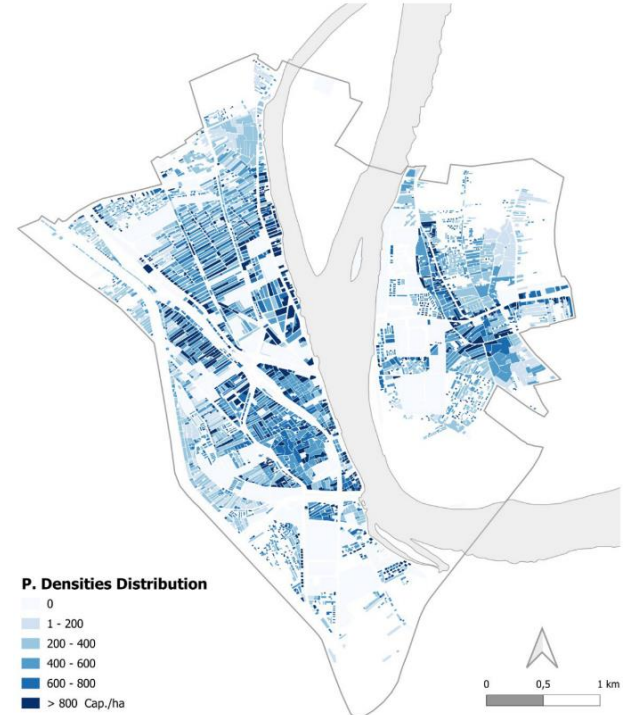 P. Densities Distribution
0
1 - 200
200 - 400
400 - 600
600 - 800
> 800 Cap./ha
0 0,5 1 km